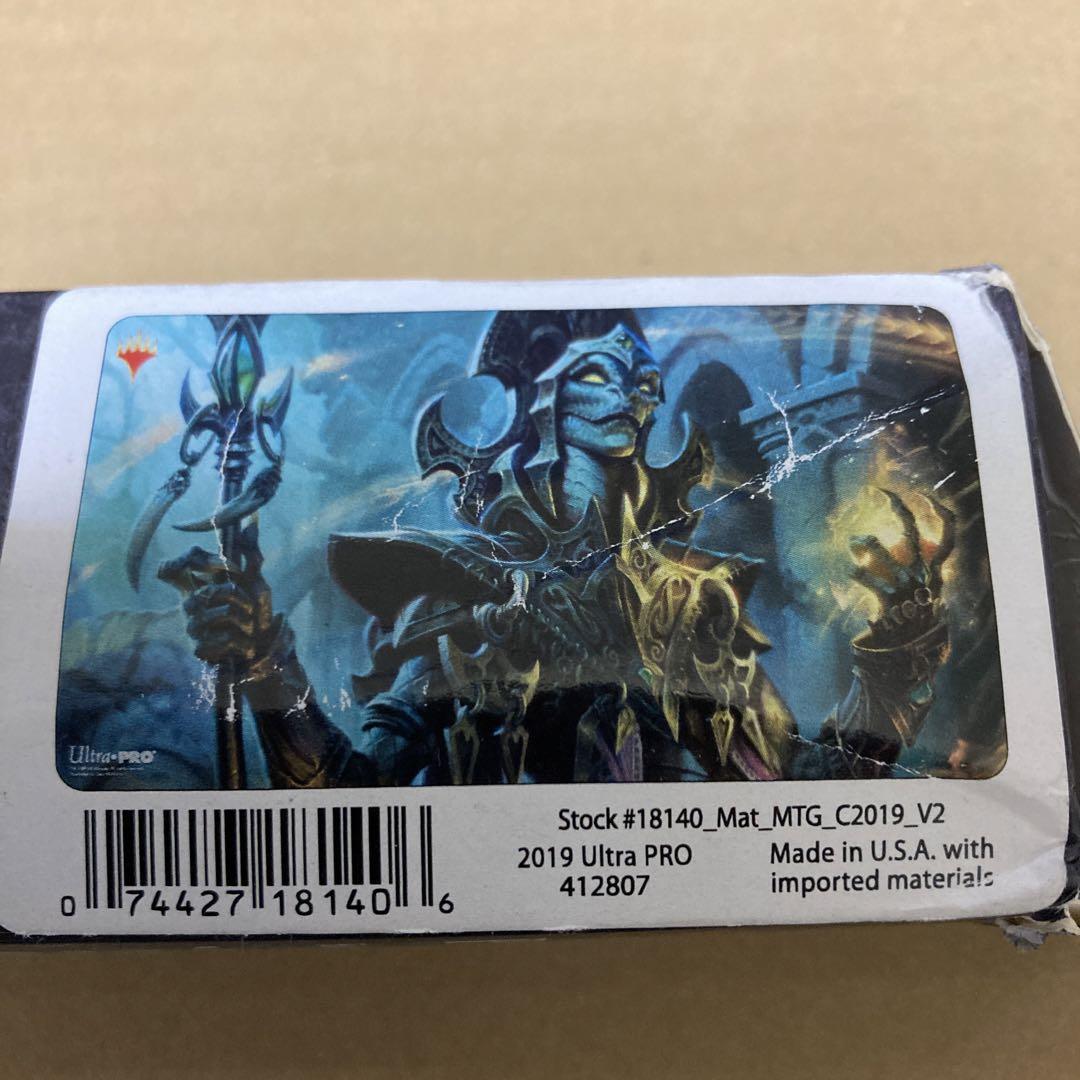 Ultra•PRO®
Stock #18140_Mat_MTG_C2019_V2
2019 Ultra PRO
412807
Made in U.S.A. with
imported materials
0 74427 18140 6